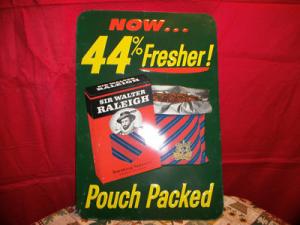 NOW...
44% Fresher!
SIR WALTER
RALEIGH
Pouch Packed